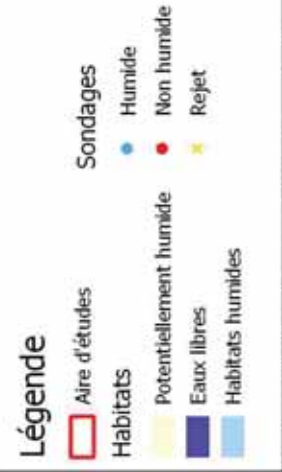 Légende
Aire d'études
Habitats
Potentiellement humide
Eaux libres
Habitats humides
Sondages
Humide
Non humide
Rejet